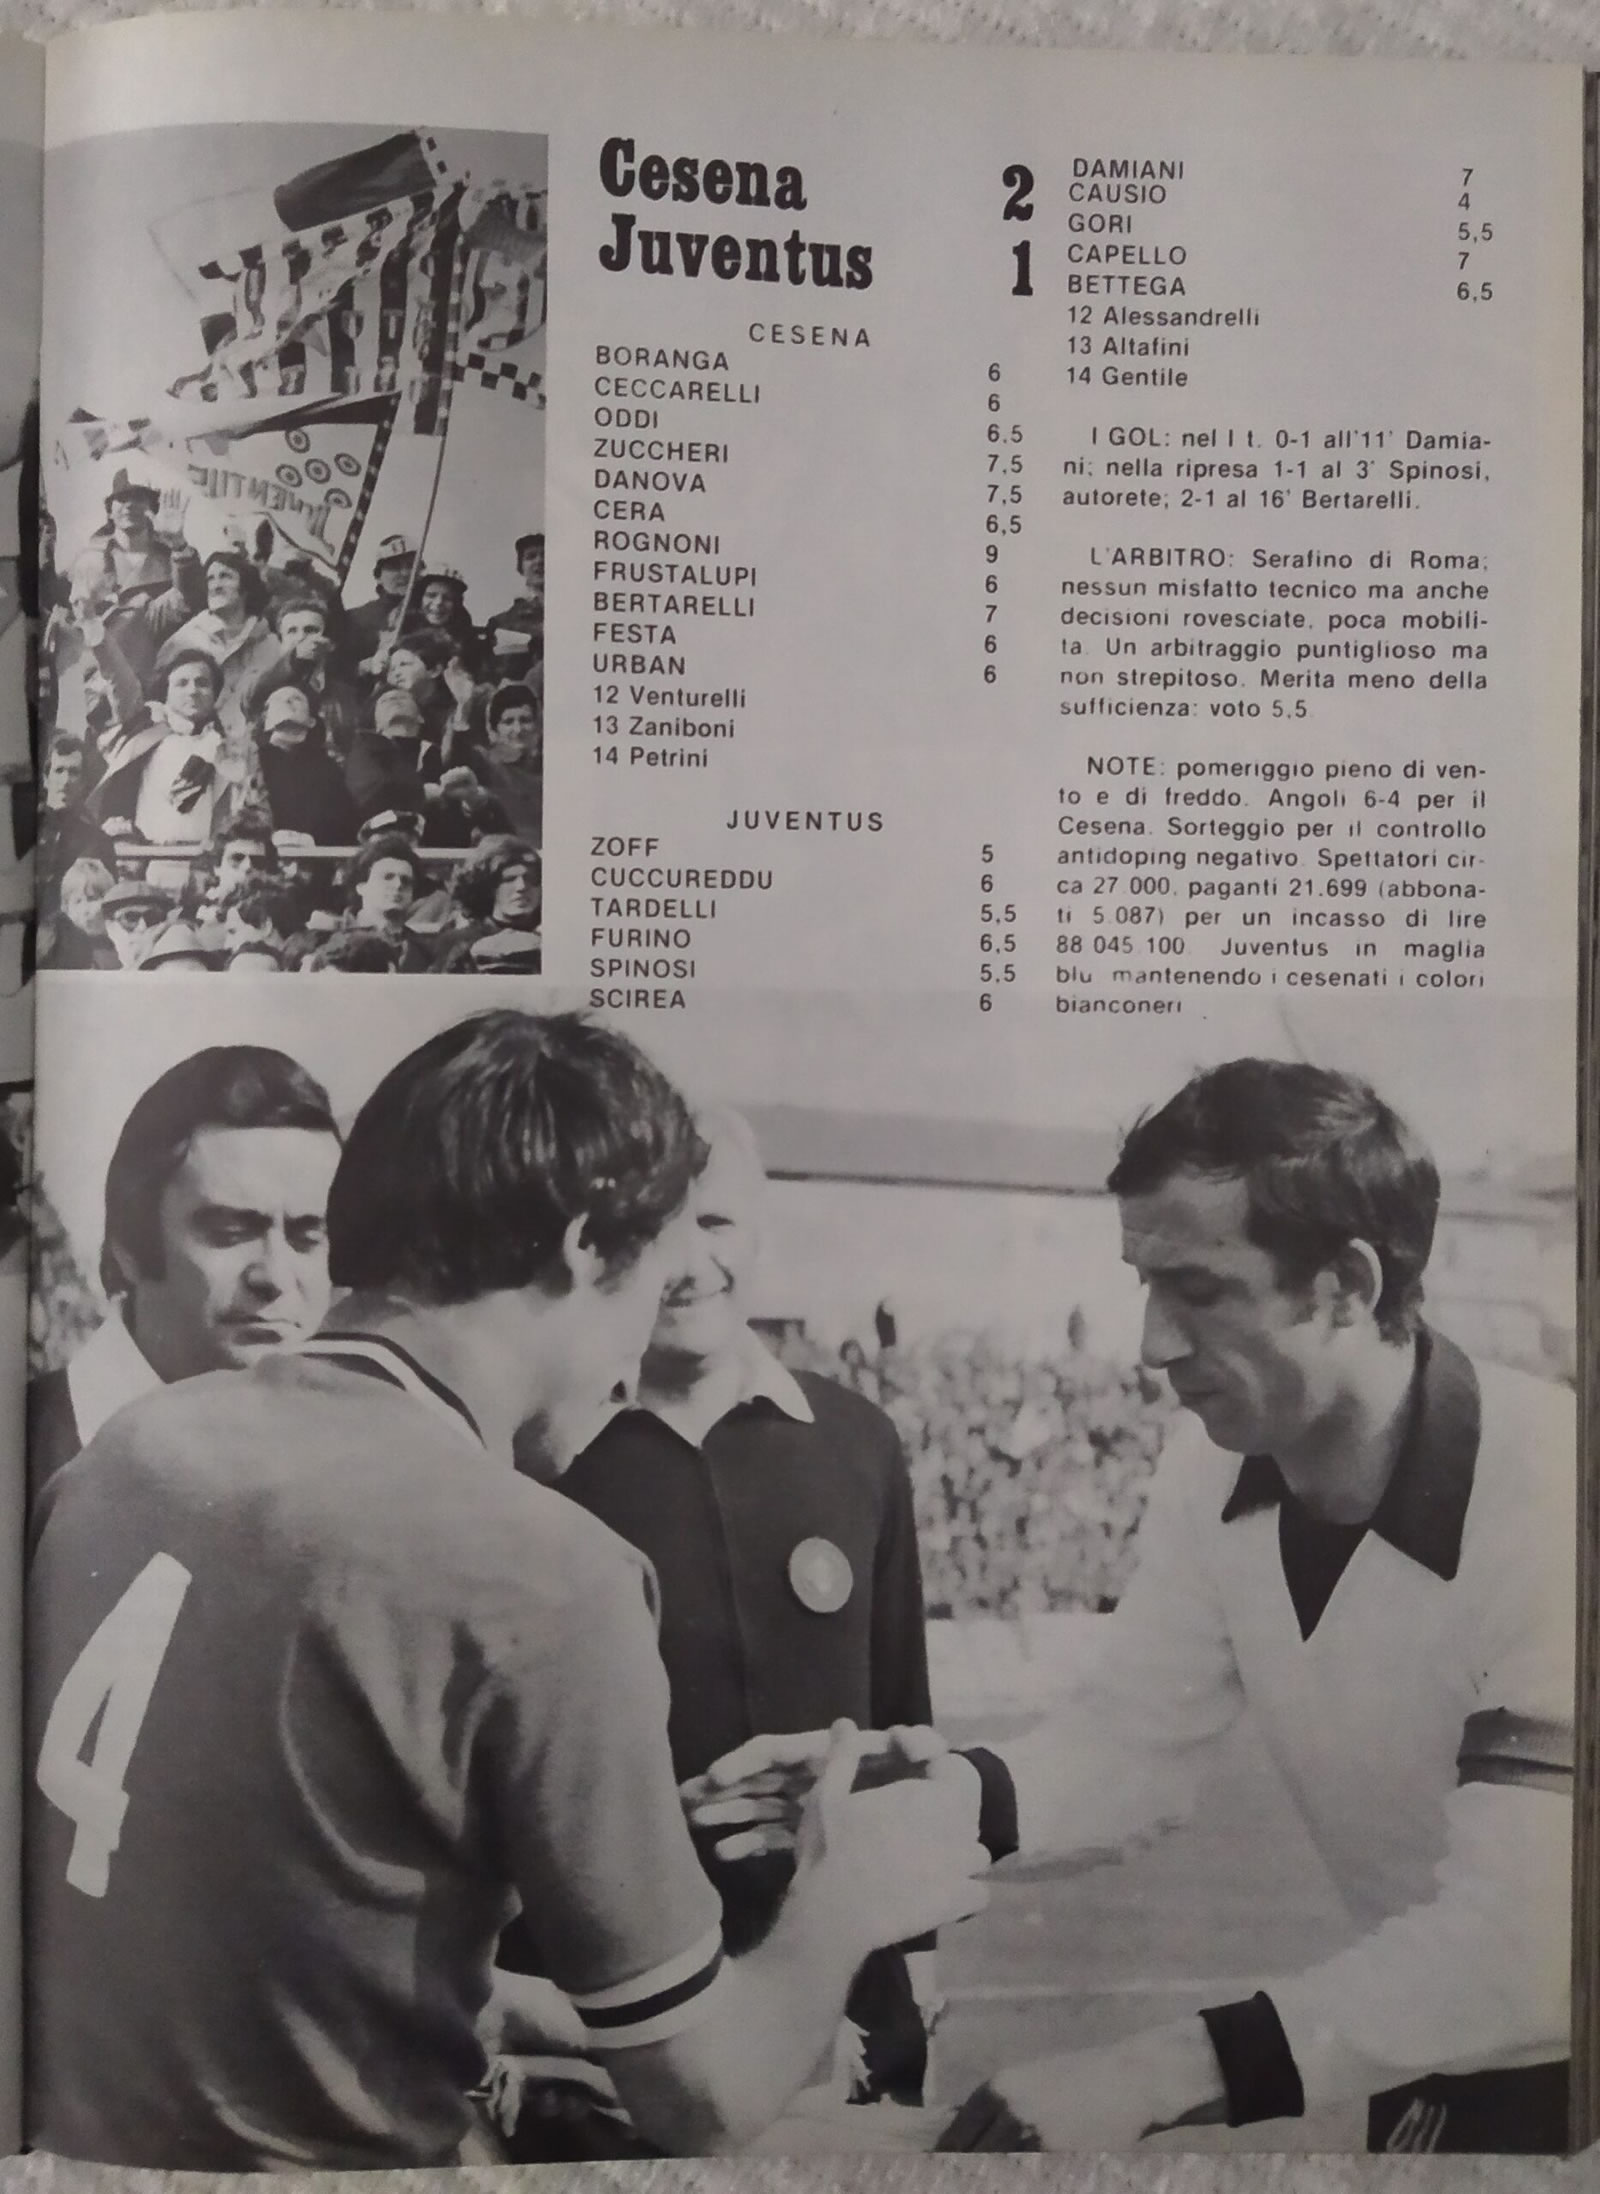 Cesena 2
Juventus 1
CESENA
BORANGA 6
CECCARELLI 6
ODDI 6.5
ZUCCHERI 7,5
DANOVA 7,5
CERA 6,5
ROGNONI 9
FRUSTALUPI 6
BERTARELLI 7
FESTA 6
URBAN 6
12 Venturelli
13 Zaniboni
14 Petrini
JUVENTUS
ZOFF 5
CUCCUREDDU 6
TARDELLI 5,5
FURINO 6,5
SPINOSI 5,5
SCIREA 6
DAMIANI 7
CAUSIO 4
GORI 5,5
CAPELLO 7
BETTEGA 6,5
12 Alessandrelli
13 Altafini
14 Gentile
I GOL: nel I t. 0-1 all'11' Damia-
ni; nella ripresa 1-1 al 3' Spinosi,
autorete; 2-1 al 16' Bertarelli.
L'ARBITRO: Serafino di Roma;
nessun misfatto tecnico ma anche
decisioni rovesciate, poca mobili-
ta. Un arbitraggio puntiglioso ma
non strepitoso. Merita meno della
sufficienza: voto 5,5
NOTE: pomeriggio pieno di ven-
to e di freddo. Angoli 6-4 per il
Cesena. Sorteggio per il controllo
antidoping negativo. Spettatori cir-
ca 27.000, paganti 21.699 (abbona-
ti 5.087) per un incasso di lire
88.045.100. Juventus in maglia
blu mantenendo i cesenati i colori
bianconeri
JUVENTILE
4